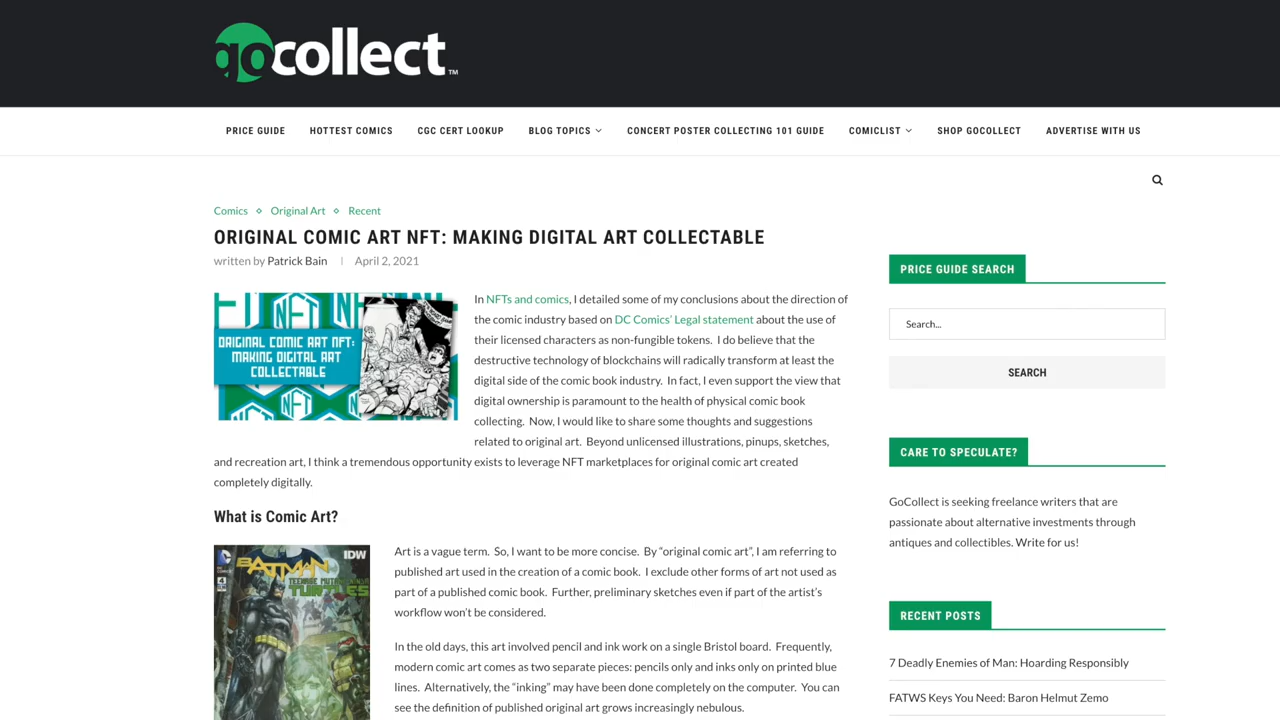 gocollect™
PRICE GUIDE HOTTEST COMICS CGC CERT LOOKUP BLOG TOPICS CONCERT POSTER COLLECTING 101 GUIDE COMICLIST SHOP GOCOLLECT ADVERTISE WITH US
Comics Original Art Recent
ORIGINAL COMIC ART NFT: MAKING DIGITAL ART COLLECTABLE
written by Patrick Bain April 2, 2021
NFT
ORIGINAL COMIC ART NFT:
MAKING DIGITAL ART
COLLECTABLE
NFT
In NFTs and comics, I detailed some of my conclusions about the direction of
the comic industry based on DC Comics’ Legal statement about the use of
their licensed characters as non-fungible tokens. I do believe that the
destructive technology of blockchains will radically transform at least the
digital side of the comic book industry. In fact, I even support the view that
digital ownership is paramount to the health of physical comic book
collecting. Now, I would like to share some thoughts and suggestions
related to original art. Beyond unlicensed illustrations, pinups, sketches,
and recreation art, I think a tremendous opportunity exists to leverage NFT marketplaces for original comic art created
completely digitally.
What is Comic Art?
IDW
BATMAN
TEENAGE MUTANT NINJA
TURTLES
4
Art is a vague term. So, I want to be more concise. By “original comic art”, I am referring to
published art used in the creation of a comic book. I exclude other forms of art not used as
part of a published comic book. Further, preliminary sketches even if part of the artist’s
workflow won’t be considered.
In the old days, this art involved pencil and ink work on a single Bristol board. Frequently,
modern comic art comes as two separate pieces: pencils only and inks only on printed blue
lines. Alternatively, the “inking” may have been done completely on the computer. You can
see the definition of published original art grows increasingly nebulous.
PRICE GUIDE SEARCH
Search...
SEARCH
CARE TO SPECULATE?
GoCollect is seeking freelance writers that are
passionate about alternative investments through
antiques and collectibles. Write for us!
RECENT POSTS
7 Deadly Enemies of Man: Hoarding Responsibly
FATWS Keys You Need: Baron Helmut Zemo